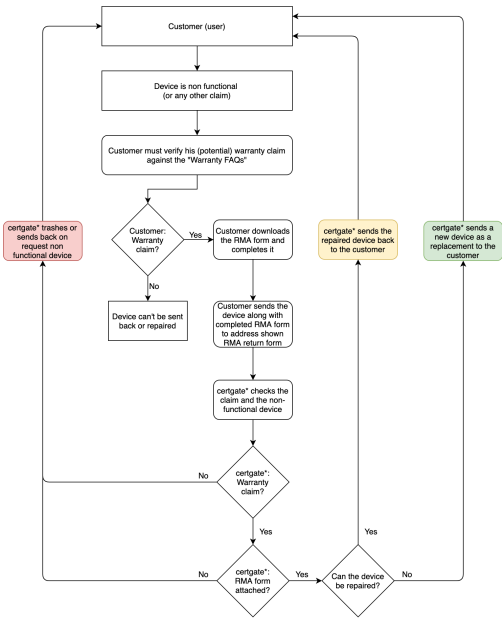 Customer (user)
Device is non functional
(or any other claim)
Customer must verify his (potential) warranty claim
against the "Warranty FAQs"
certgate* trashes or
sends back on
request non
functional device
Customer:
Warranty
claim?
Yes
Customer downloads
the RMA form and
completes it
certgate* sends the
repaired device back
to the customer
certgate* sends a
new device as a
replacement to the
customer
No
Device can't be sent
back or repaired
Customer sends the
device along with
completed RMA form
to address shown
RMA return form
certgate* checks the
claim and the non-
functional device
No
certgate*:
Warranty
claim?
Yes
Yes
No
certgate*:
RMA form
attached?
Yes
Can the device
be repaired?
No